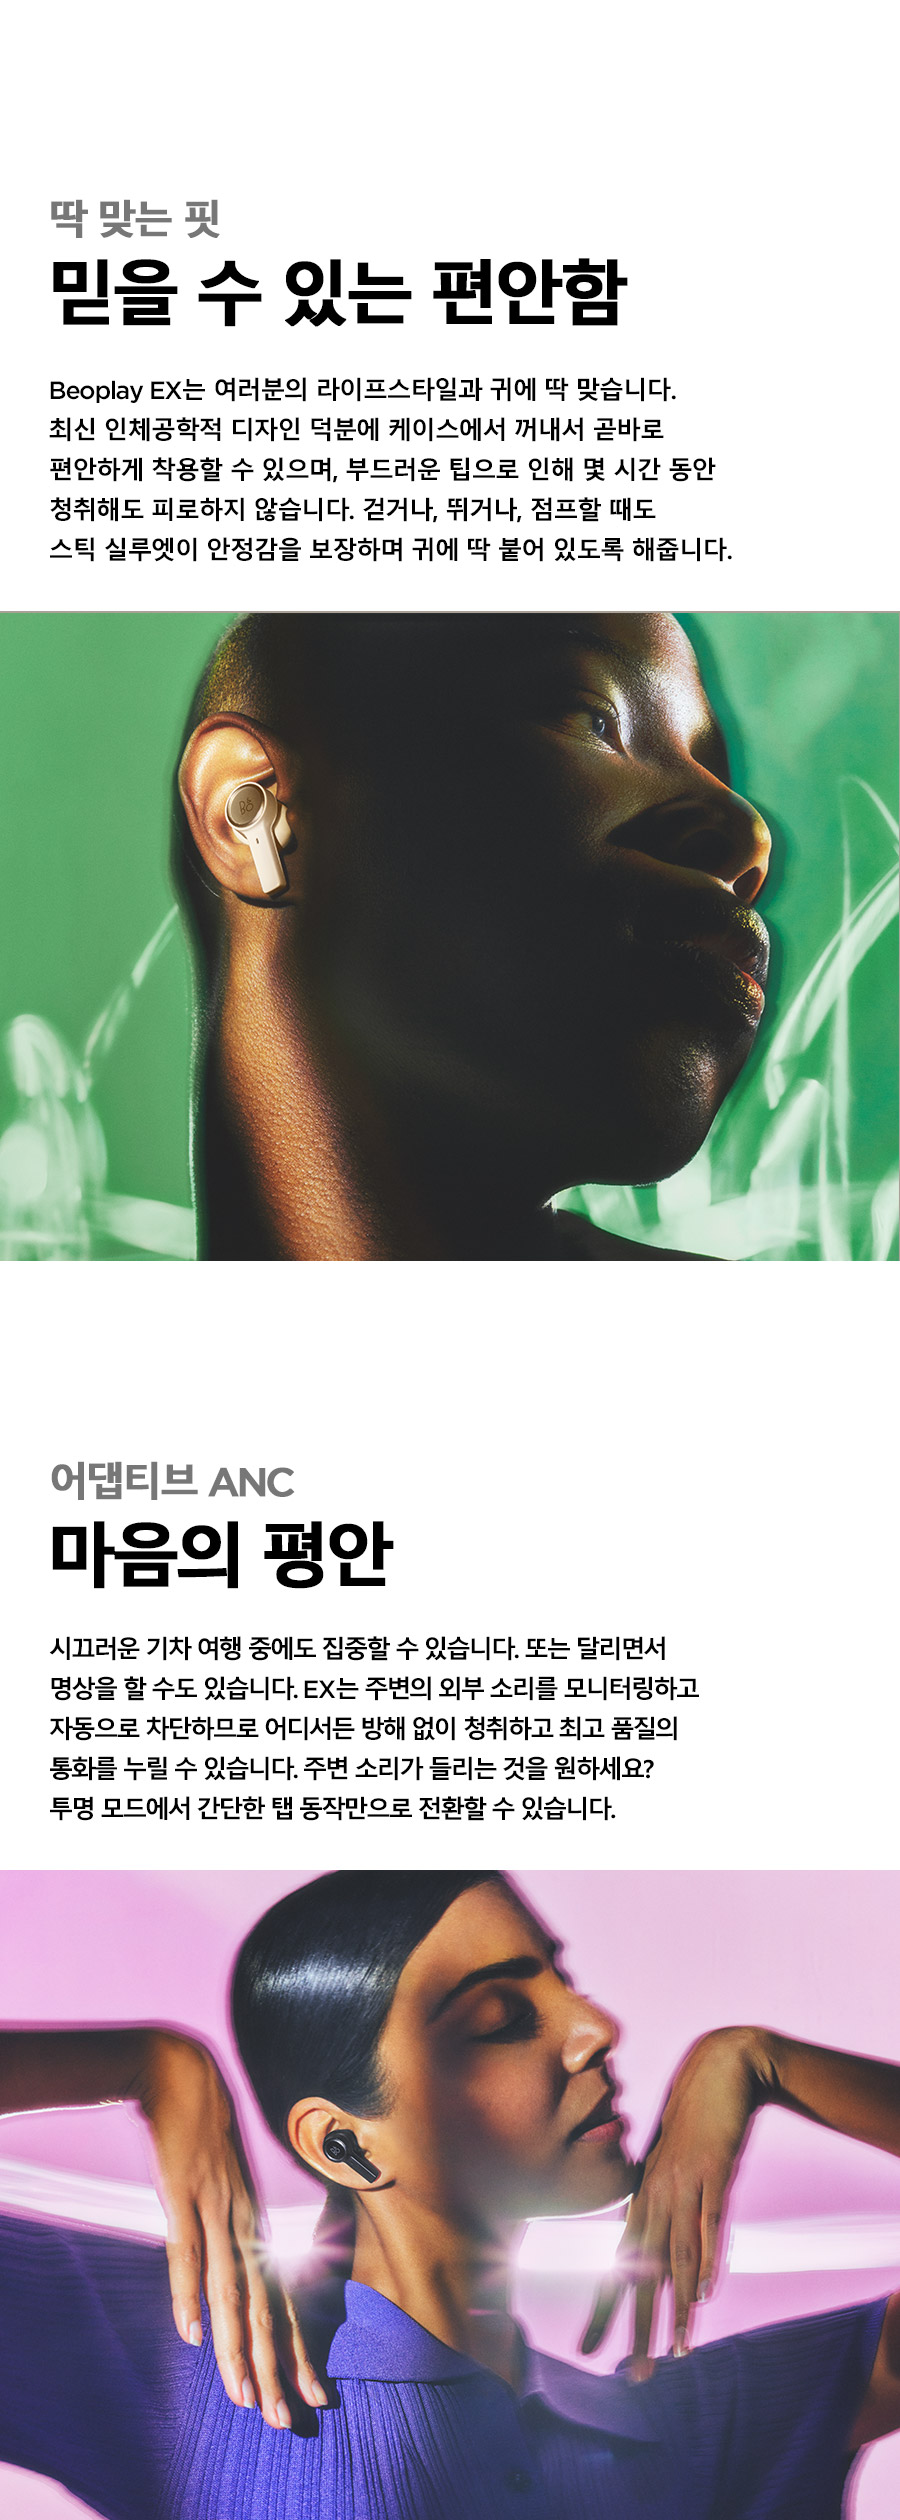 딱 맞는 핏
믿을 수 있는 편안함
Beoplay EX는 여러분의 라이프스타일과 귀에 딱 맞습니다.
최신 인체공학적 디자인 덕분에 케이스에서 꺼내서 곧바로
편안하게 착용할 수 있으며, 부드러운 팁으로 인해 몇 시간 동안
청취해도 피로하지 않습니다. 걷거나, 뛰거나, 점프할 때도
스틱 실루엣이 안정감을 보장하며 귀에 딱 붙어 있도록 해줍니다.
B&O
어댑티브 ANC
마음의 평안
시끄러운 기차 여행 중에도 집중할 수 있습니다. 또는 달리면서
명상을 할 수도 있습니다. EX는 주변의 외부 소리를 모니터링하고
자동으로 차단하므로 어디서든 방해 없이 청취하고 최고 품질의
통화를 누릴 수 있습니다. 주변 소리가 들리는 것을 원하세요?
투명 모드에서 간단한 탭 동작만으로 전환할 수 있습니다.
B&O